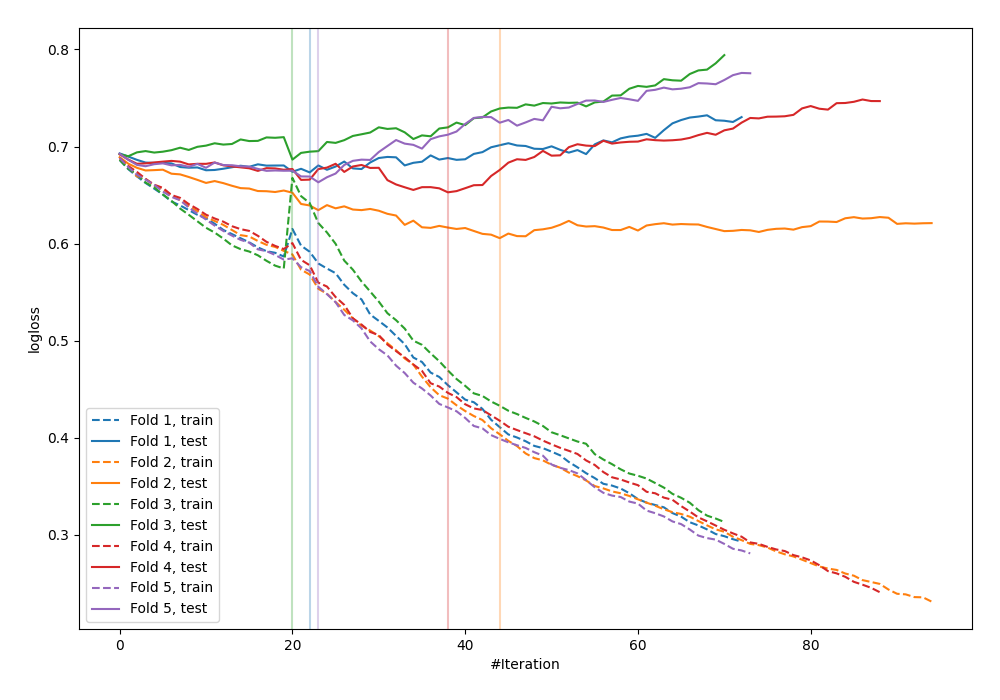 0.8
0.7
0.6
0.5
0.4
0.3
logloss
Fold 1, train
Fold 1, test
Fold 2, train
Fold 2, test
Fold 3, train
Fold 3, test
Fold 4, train
Fold 4, test
Fold 5, train
Fold 5, test
0 20 40 60 80
#Iteration